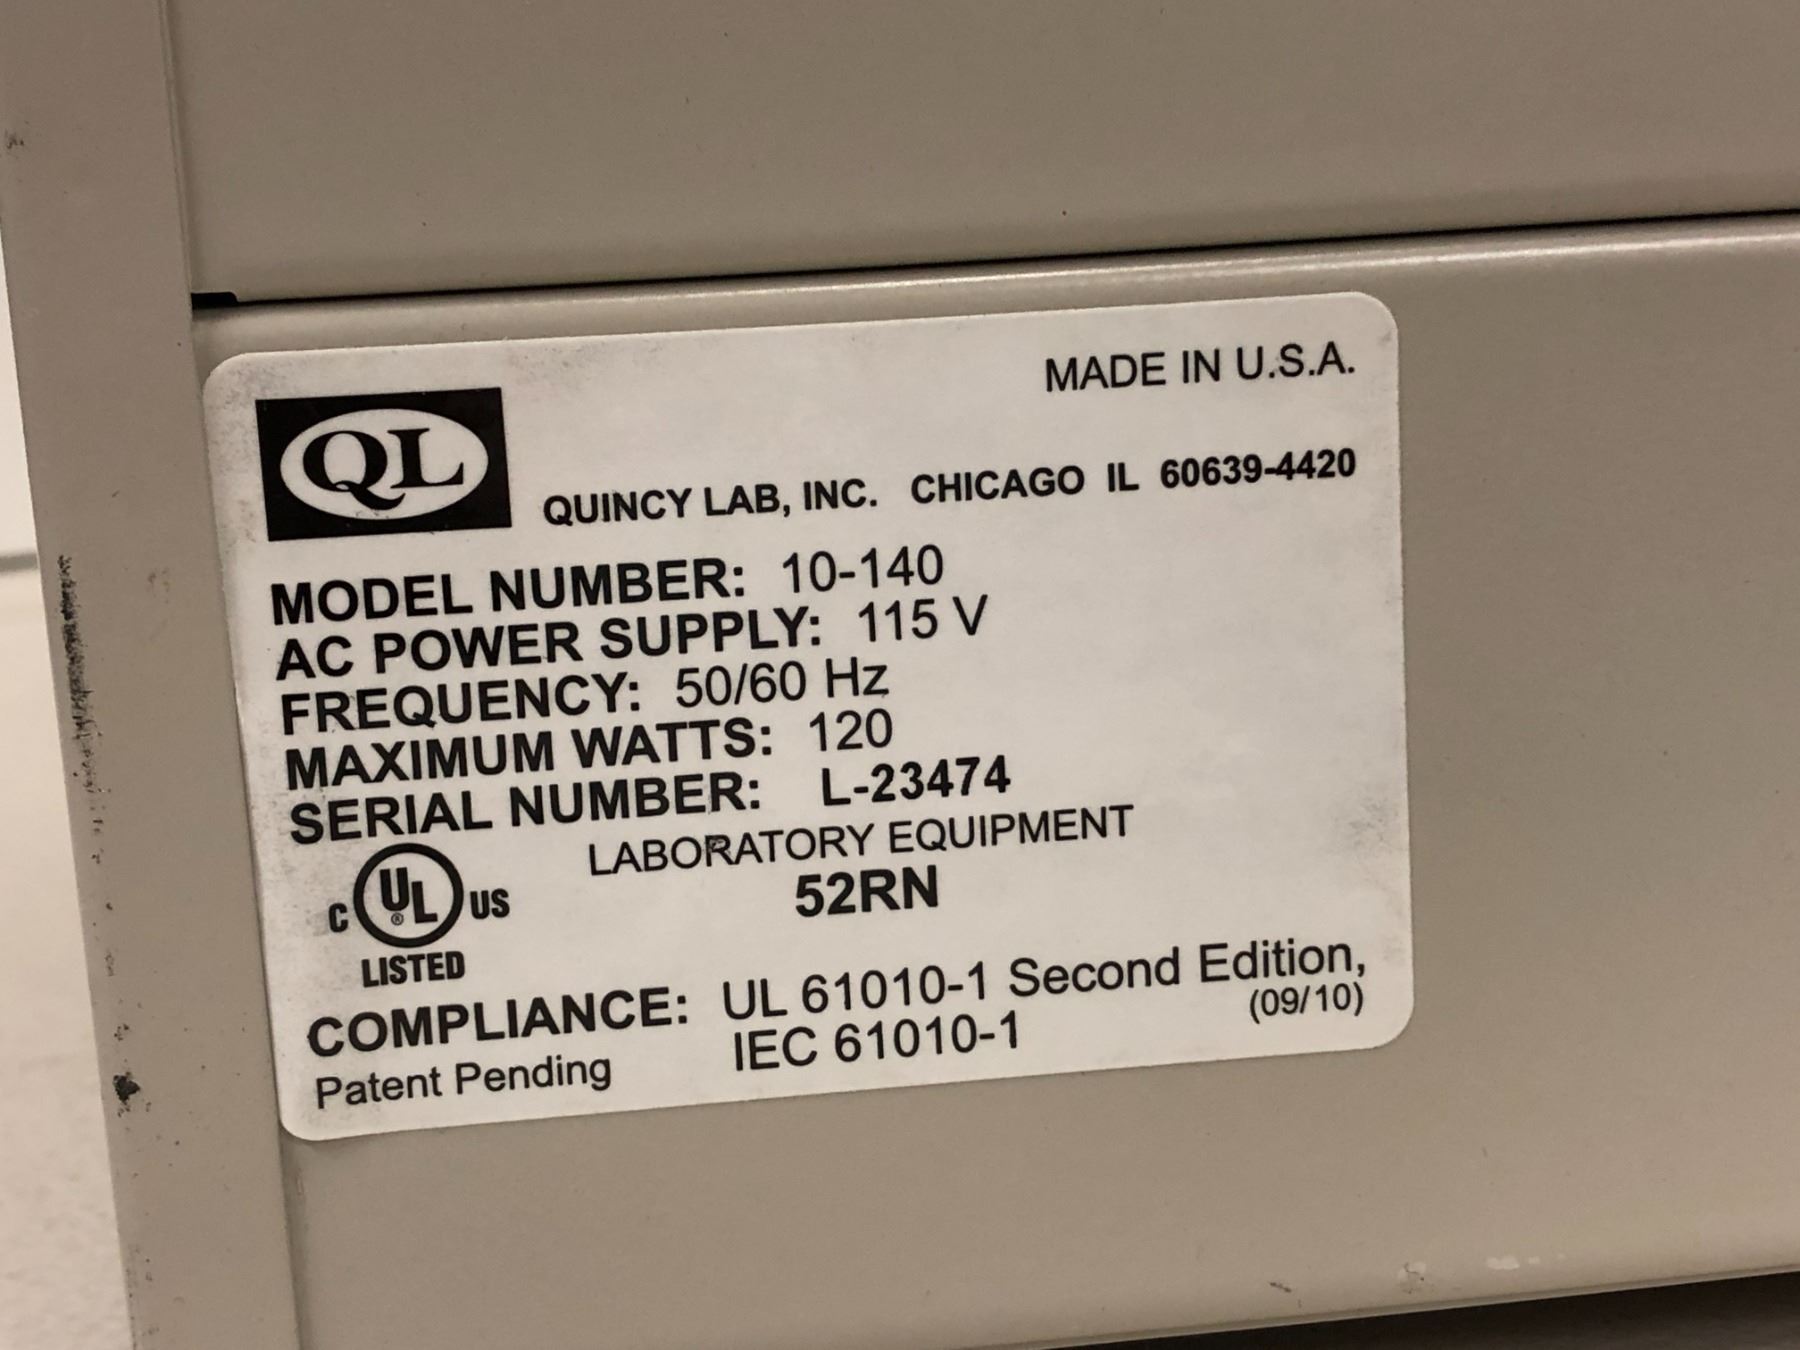 MADE IN U.S.A.
QL
QUINCY LAB, INC. CHICAGO IL 60639-4420
MODEL NUMBER: 10-140
AC POWER SUPPLY: 115 V
FREQUENCY: 50/60 Hz
MAXIMUM WATTS: 120
SERIAL NUMBER: L-23474
LABORATORY EQUIPMENT
52RN
C UL ® US
LISTED
COMPLIANCE: UL 61010-1 Second Edition,
IEC 61010-1 (09/10)
Patent Pending